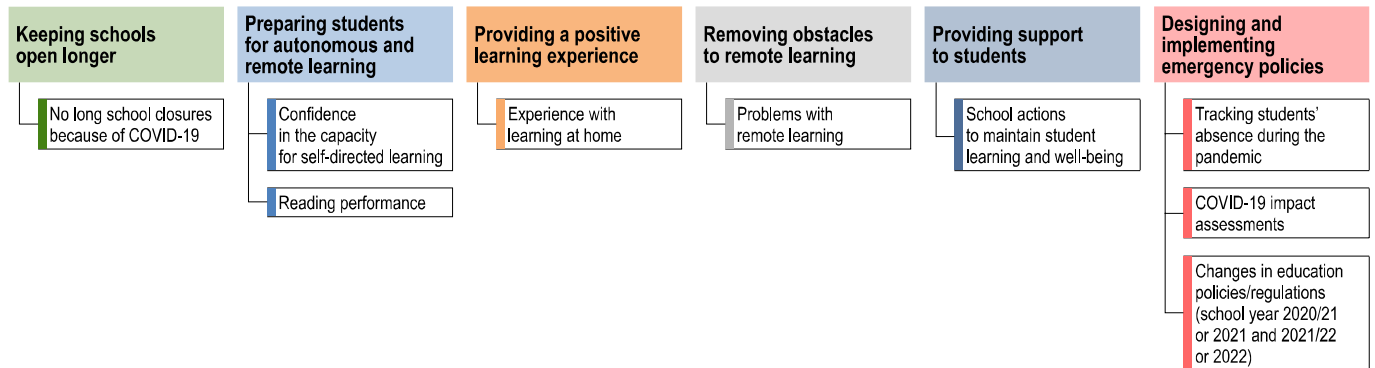 Keeping schools
open longer
No long school closures
because of COVID-19
Preparing students
for autonomous and
remote learning
Confidence
in the capacity
for self-directed learning
Reading performance
Providing a positive
learning experience
Experience with
learning at home
Removing obstacles
to remote learning
Problems with
remote learning
Providing support
to students
School actions
to maintain student
learning and well-being
Designing and
implementing
emergency policies
Tracking students’
absence during the
pandemic
COVID-19 impact
assessments
Changes in education
policies/regulations
(school year 2020/21
or 2021 and 2021/22
or 2022)